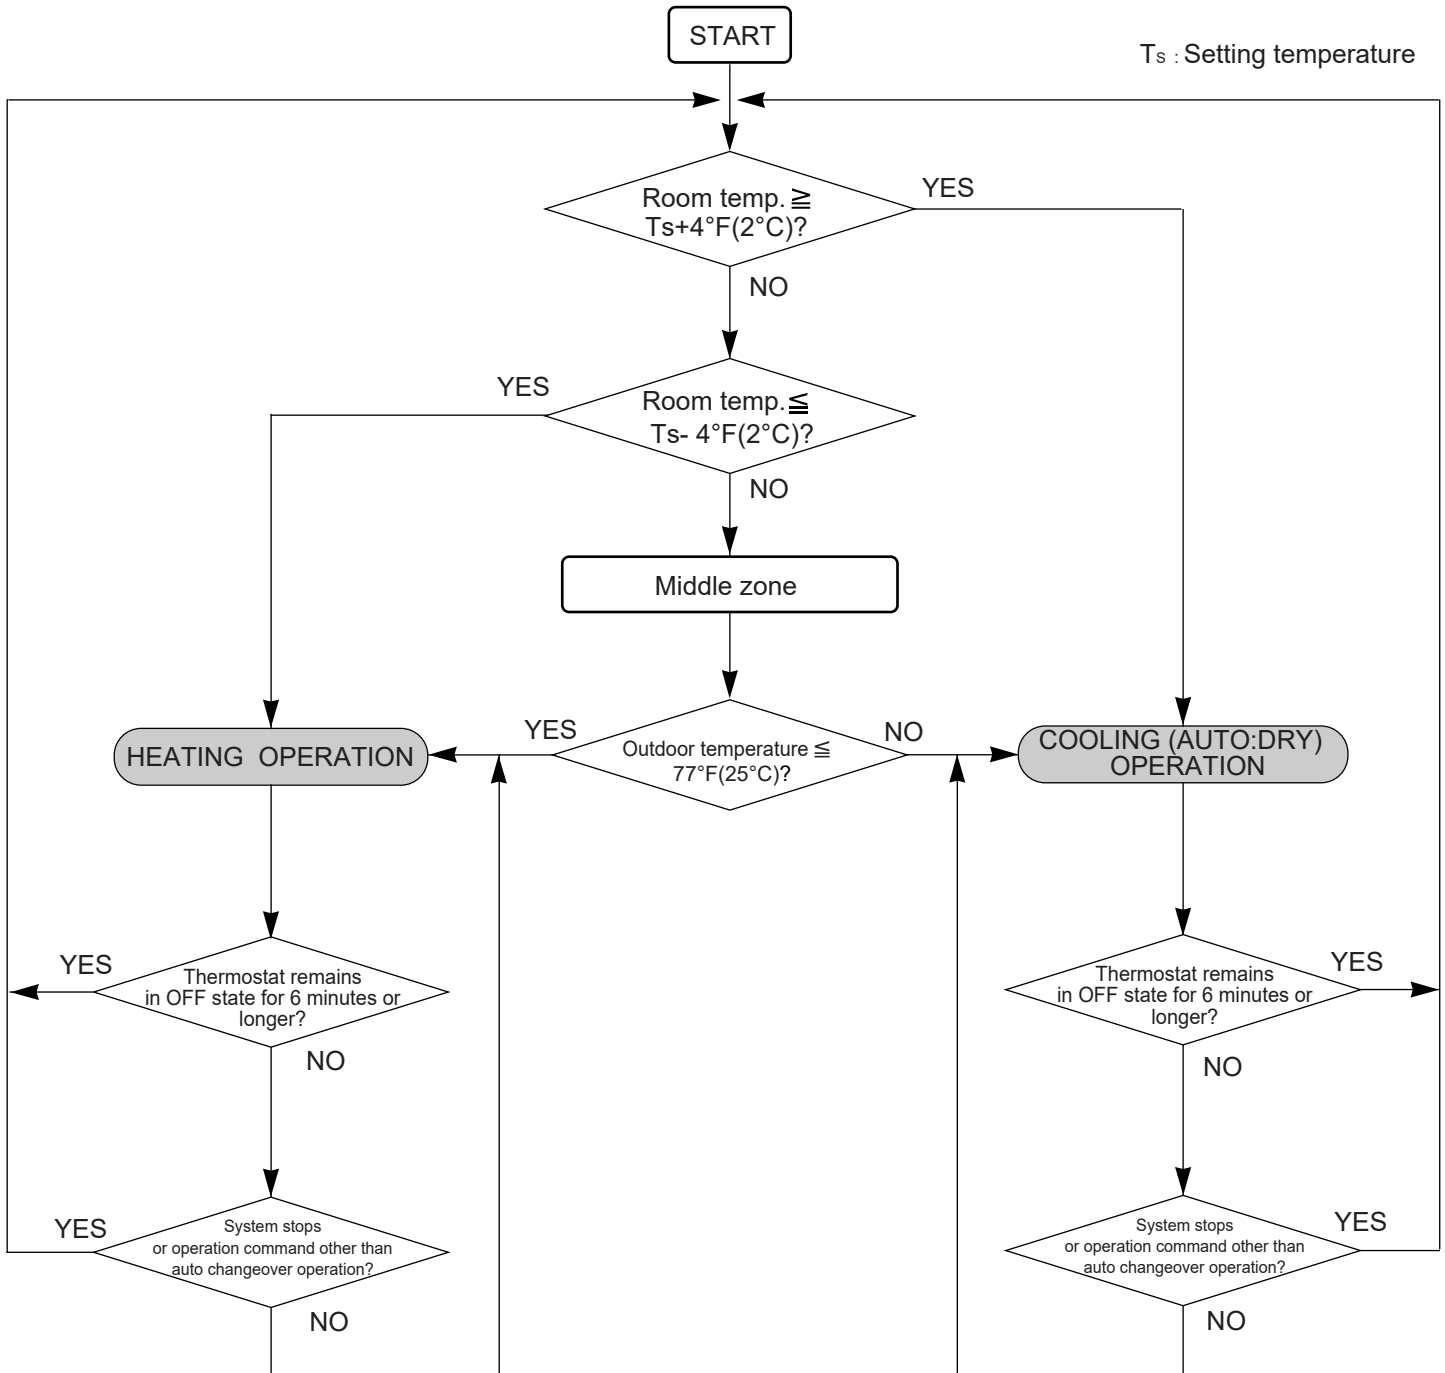 START
Ts : Setting temperature
Room temp.≧
Ts+4°F(2°C)?
YES
NO
YES
Room temp.≦
Ts- 4°F(2°C)?
NO
Middle zone
HEATING OPERATION
YES
Outdoor temperature ≦
77°F(25°C)?
NO
COOLING (AUTO:DRY)
OPERATION
YES
Thermostat remains
in OFF state for 6 minutes or
longer?
NO
Thermostat remains
in OFF state for 6 minutes or
longer?
YES
NO
YES
System stops
or operation command other than
auto changeover operation?
NO
System stops
or operation command other than
auto changeover operation?
YES
NO